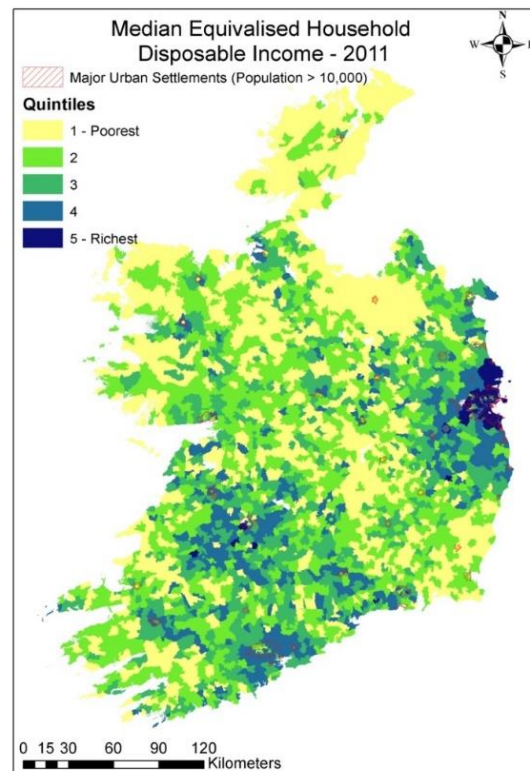 Median Equivalised Household
Disposable Income - 2011
N
W
E
S
Major Urban Settlements (Population > 10,000)
Quintiles
1 - Poorest
2
3
4
5 - Richest
0 15 30 60 90 120
Kilometers